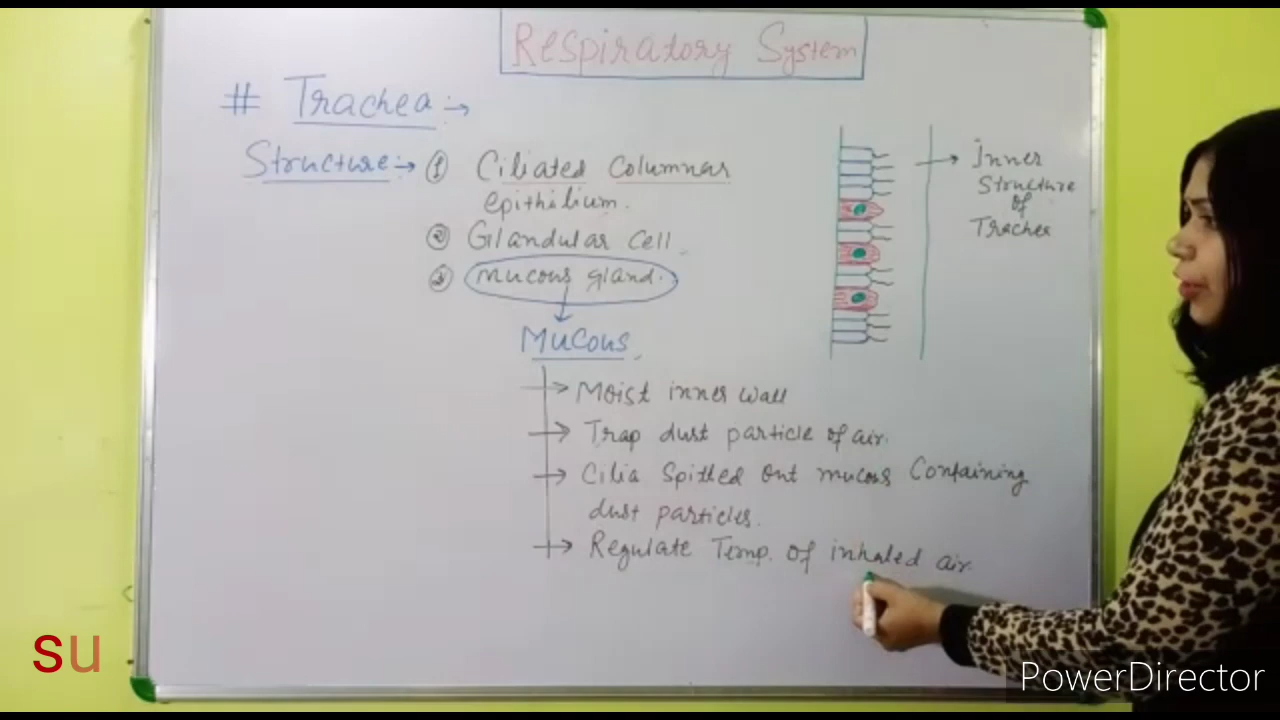 Respiratory System
# Trachea :→
Structure :→ ① Ciliated Columnar
epithilium.
② Glandular Cell
③ mucous gland.
Mucous
→ Moist inner wall
→ Trap dust particle of air.
→ Cilia Spitted out mucous Containing
dust particles.
→ Regulate Temp. of inhaled air.
→ Inner
Structure
of
Trachea
su
PowerDirector